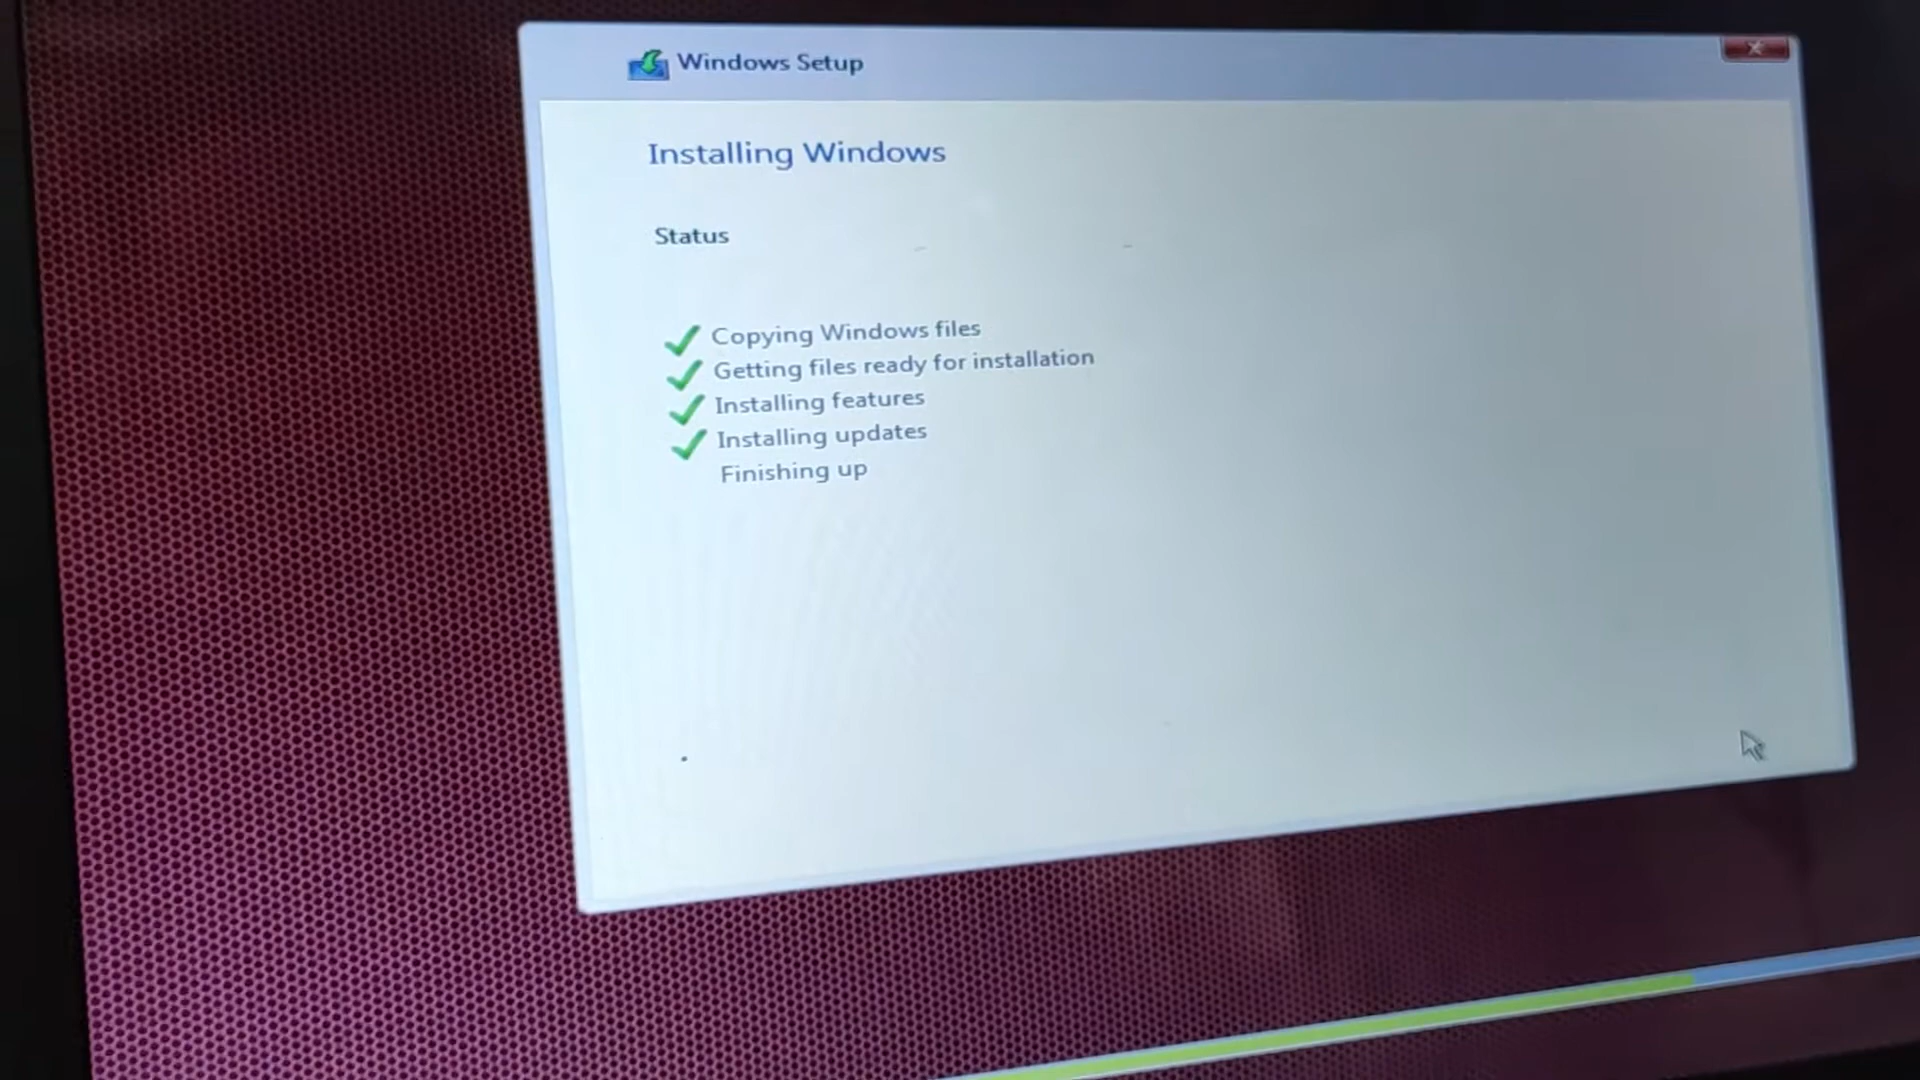 Windows Setup
Installing Windows
Status
Copying Windows files
Getting files ready for installation
Installing features
Installing updates
Finishing up